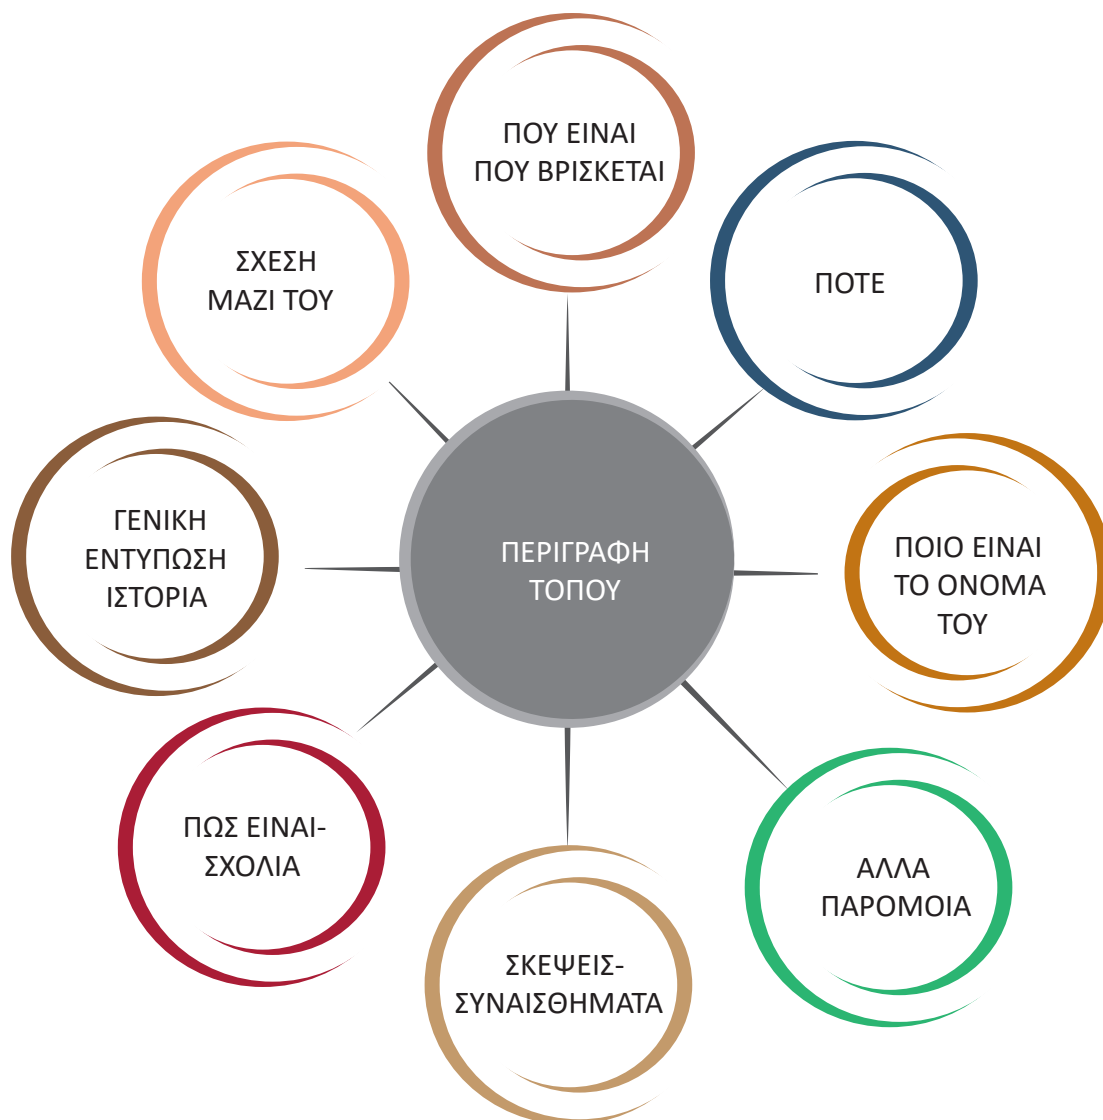 ΠΟΥ ΕΙΝΑΙ
ΠΟΥ ΒΡΙΣΚΕΤΑΙ
ΠΟΤΕ
ΠΟΙΟ ΕΙΝΑΙ
ΤΟ ΟΝΟΜΑ
ΤΟΥ
ΑΛΛΑ
ΠΑΡΟΜΟΙΑ
ΣΚΕΨΕΙΣ-
ΣΥΝΑΙΣΘΗΜΑΤΑ
ΠΩΣ ΕΙΝΑΙ-
ΣΧΟΛΙΑ
ΓΕΝΙΚΗ
ΕΝΤΥΠΩΣΗ
ΙΣΤΟΡΙΑ
ΣΧΕΣΗ
ΜΑΖΙ ΤΟΥ
ΠΕΡΙΓΡΑΦΗ
ΤΟΠΟΥ